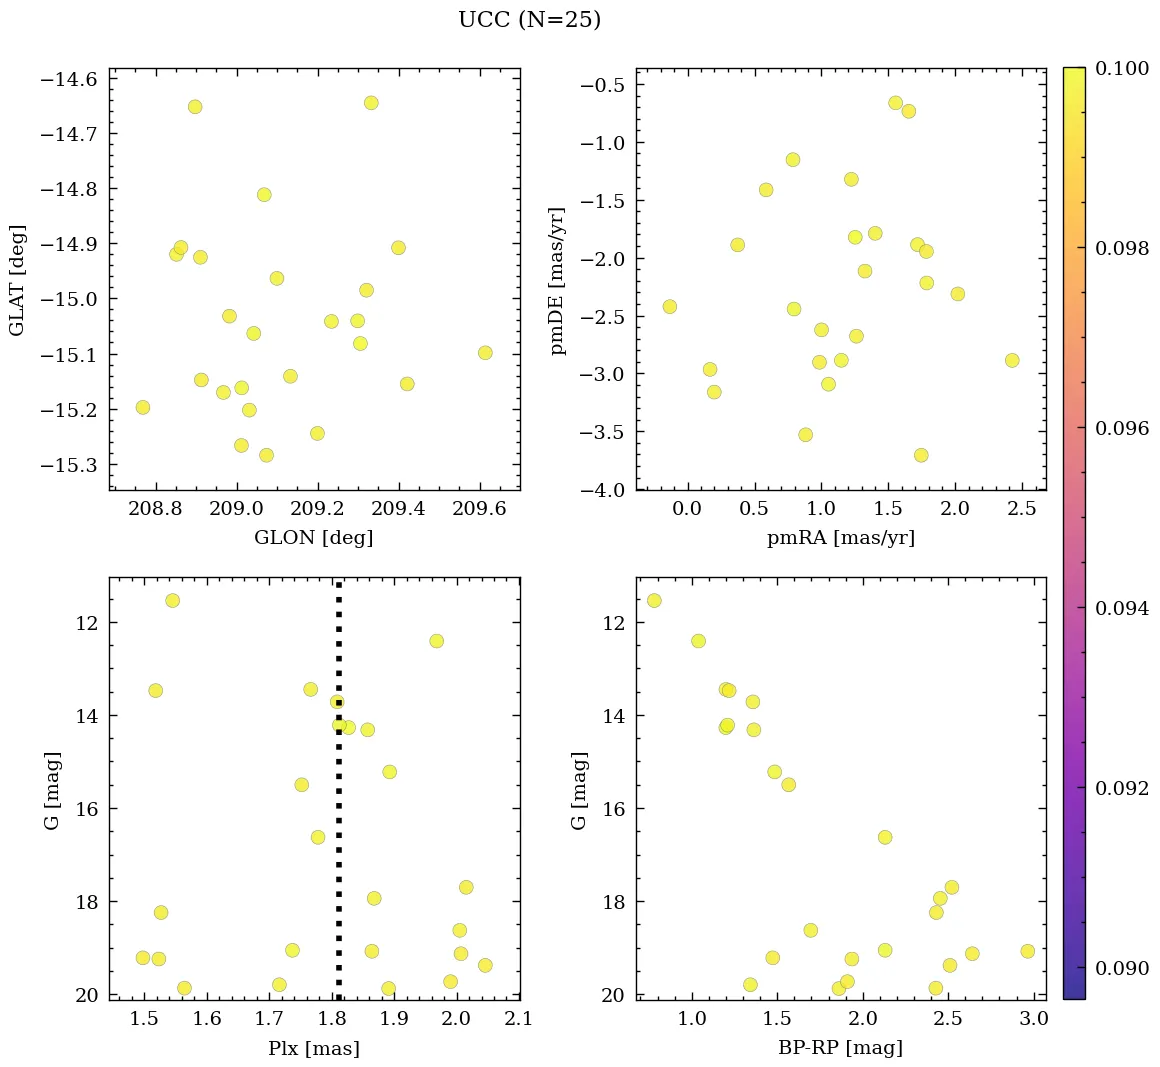 UCC (N=25)
−14.6
−14.7
−14.8
−14.9
−15.0
−15.1
−15.2
−15.3
GLAT [deg]
208.8 209.0 209.2 209.4 209.6
GLON [deg]
−0.5
−1.0
−1.5
−2.0
−2.5
−3.0
−3.5
−4.0
pmDE [mas/yr]
0.0 0.5 1.0 1.5 2.0 2.5
pmRA [mas/yr]
12
14
16
18
20
G [mag]
1.5 1.6 1.7 1.8 1.9 2.0 2.1
Plx [mas]
12
14
16
18
20
G [mag]
1.0 1.5 2.0 2.5 3.0
BP-RP [mag]
0.100
0.098
0.096
0.094
0.092
0.090